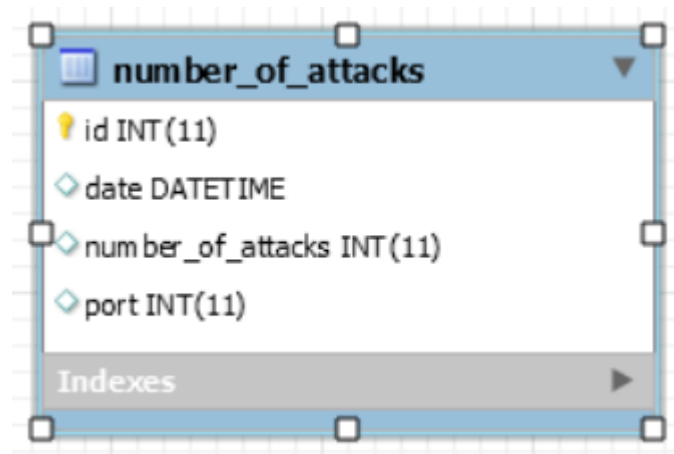 number_of_attacks
id INT(11)
date DATETIME
number_of_attacks INT(11)
port INT(11)
Indexes